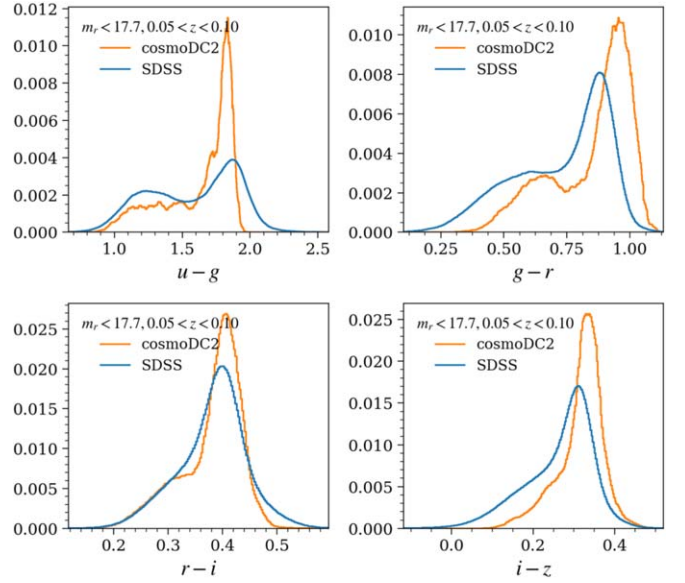 0.012
0.010
0.008
0.006
0.004
0.002
0.000
m_r < 17.7, 0.05 < z < 0.10
cosmoDC2
SDSS
1.0 1.5 2.0 2.5
u − g
0.010
0.008
0.006
0.004
0.002
0.000
m_r < 17.7, 0.05 < z < 0.10
cosmoDC2
SDSS
0.25 0.50 0.75 1.00
g − r
0.025
0.020
0.015
0.010
0.005
0.000
m_r < 17.7, 0.05 < z < 0.10
cosmoDC2
SDSS
0.2 0.3 0.4 0.5
r − i
0.025
0.020
0.015
0.010
0.005
0.000
m_r < 17.7, 0.05 < z < 0.10
cosmoDC2
SDSS
0.0 0.2 0.4
i − z